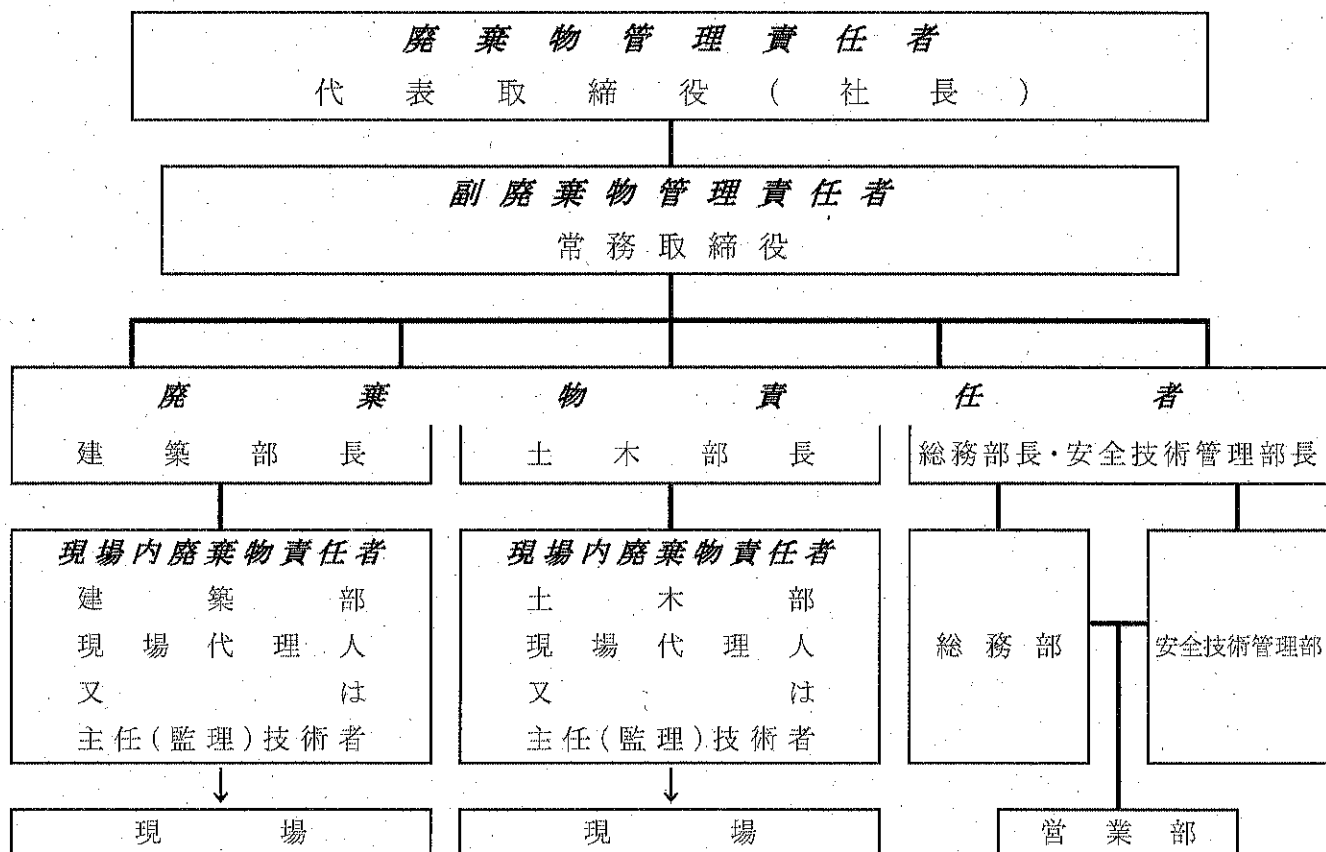 廃棄物管理責任者
代表取締役(社長)
副廃棄物管理責任者
常務取締役
廃棄物責任者
建築部長
土木部長
総務部長・安全技術管理部長
現場内廃棄物責任者
建築部
現場代理人
又は
主任(監理)技術者
現場内廃棄物責任者
土木部
現場代理人
又は
主任(監理)技術者
総務部
安全技術管理部
↓
↓
現場
現場
営業部